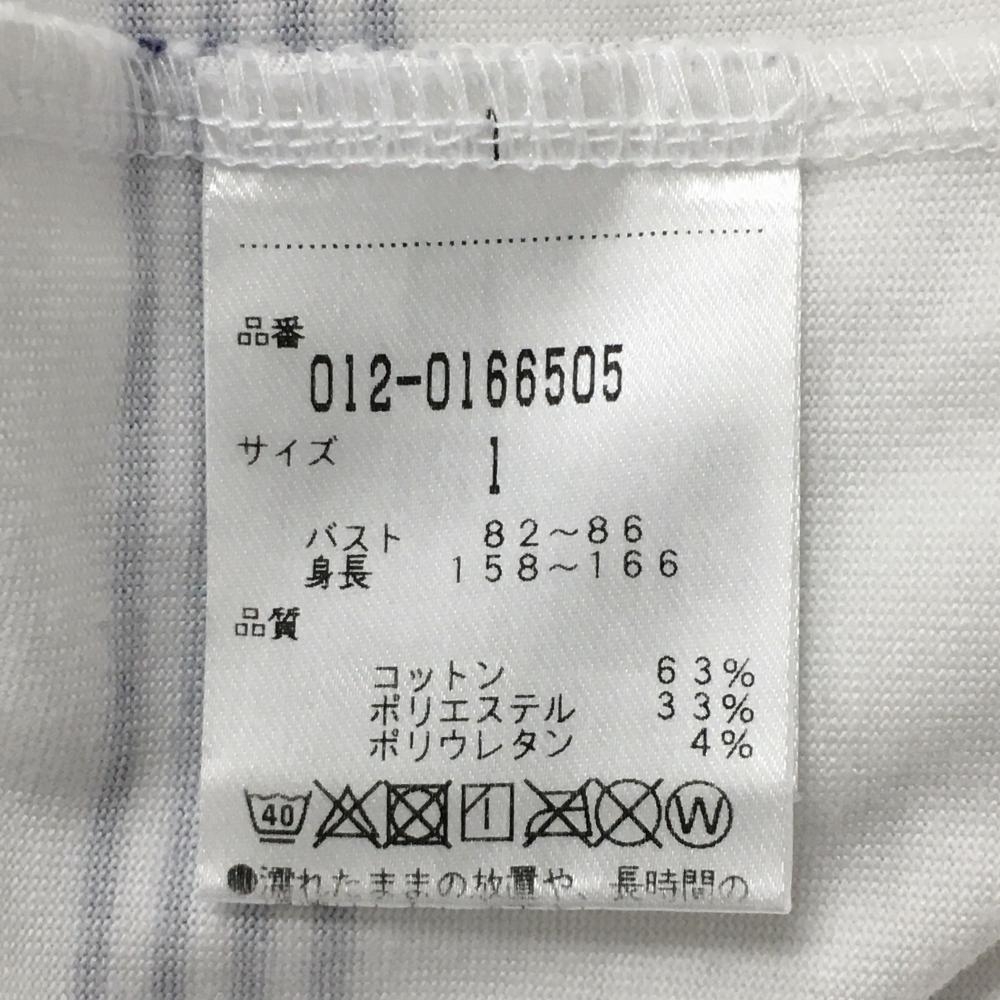 品番
012-0166505
サイズ 1
バスト 82~86
身長 158~166
品質
コットン 63%
ポリエステル 33%
ポリウレタン 4%
40 W
●濡れたままの放置や、長時間の